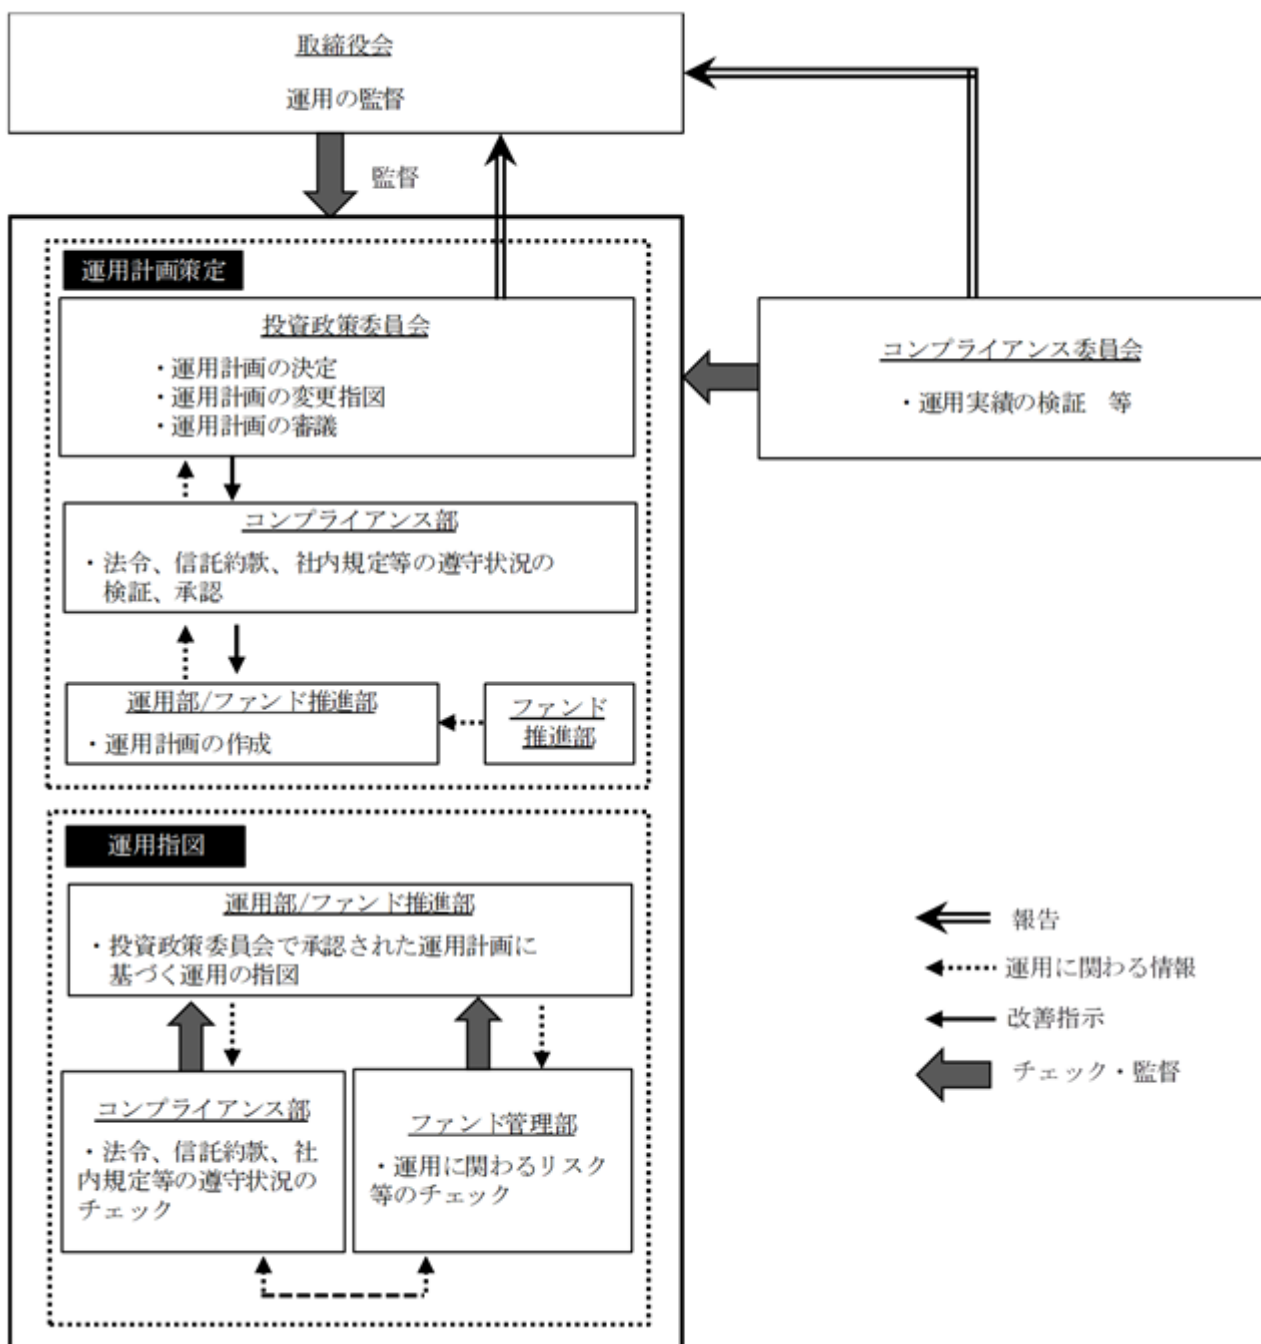 取締役会
運用の監督
監督
運用計画策定
投資政策委員会
・運用計画の決定
・運用計画の変更指図
・運用計画の審議
コンプライアンス委員会
・運用実績の検証　等
コンプライアンス部
・法令、信託約款、社内規定等の遵守状況の
検証、承認
運用部/ファンド推進部
・運用計画の作成
ファンド
推進部
運用指図
運用部/ファンド推進部
・投資政策委員会で承認された運用計画に
基づく運用の指図
コンプライアンス部
・法令、信託約款、社
内規定等の遵守状況の
チェック
ファンド管理部
・運用に関わるリスク
等のチェック
報告
運用に関わる情報
改善指示
チェック・監督